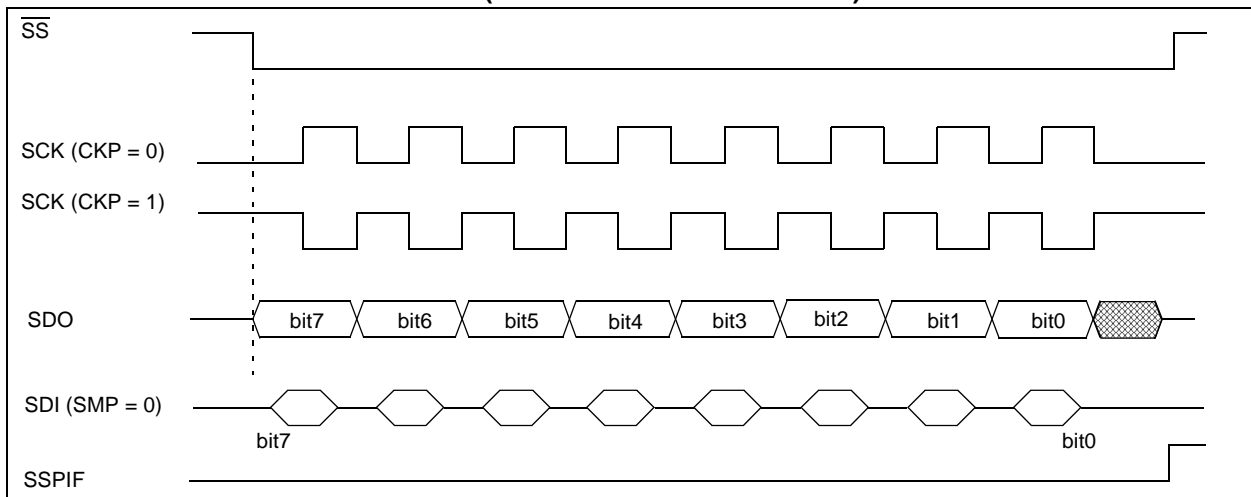 SS
SCK (CKP = 0)
SCK (CKP = 1)
SDO
bit7 bit6 bit5 bit4 bit3 bit2 bit1 bit0
SDI (SMP = 0)
bit7 bit0
SSPIF